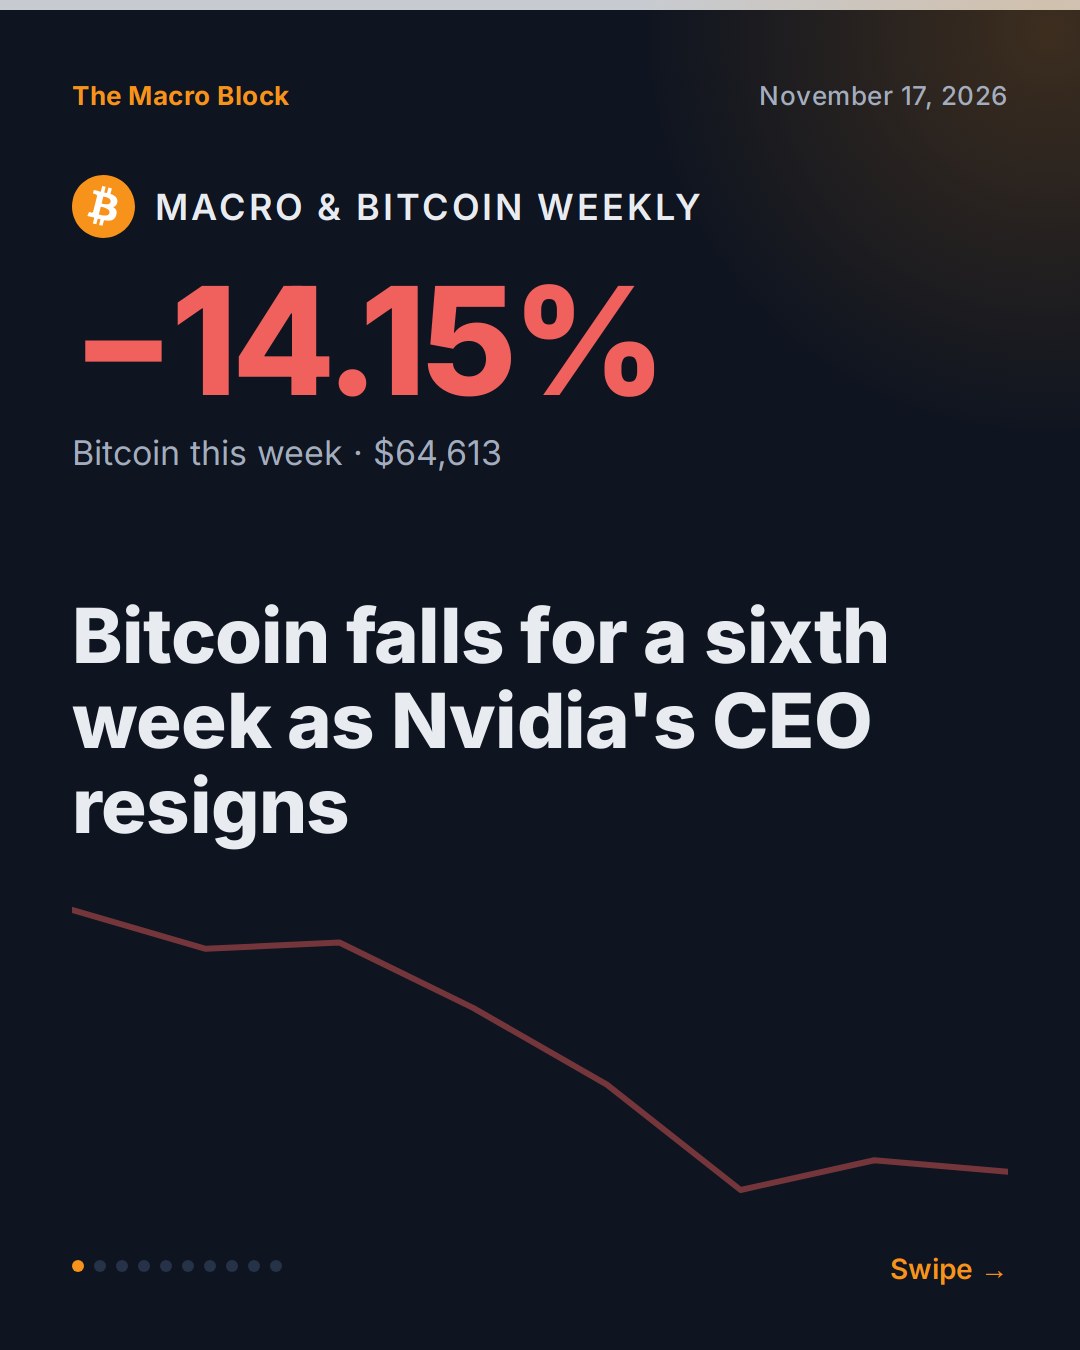 The Macro Block
November 17, 2026
MACRO & BITCOIN WEEKLY
−14.15%
Bitcoin this week · $64,613
Bitcoin falls for a sixth
week as Nvidia's CEO
resigns
Swipe →